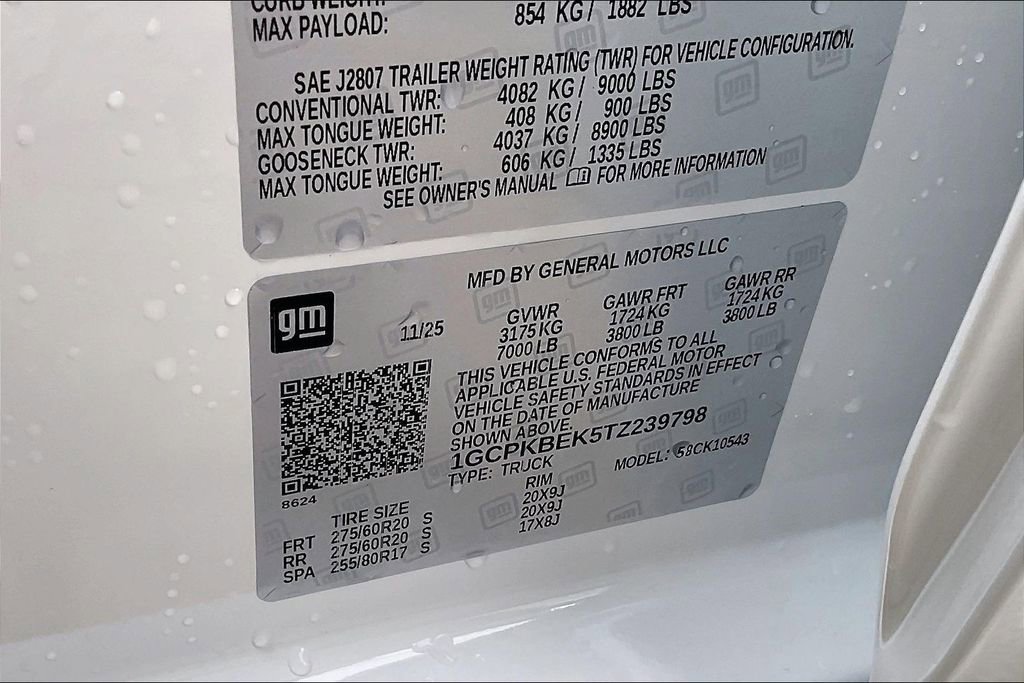 CURB WEIGHT:
MAX PAYLOAD: 854 KG/ 1882 LBS
SAE J2807 TRAILER WEIGHT RATING (TWR) FOR VEHICLE CONFIGURATION.
CONVENTIONAL TWR: 4082 KG/ 9000 LBS
MAX TONGUE WEIGHT: 408 KG/ 900 LBS
GOOSENECK TWR: 4037 KG/ 8900 LBS
MAX TONGUE WEIGHT: 606 KG/ 1335 LBS
SEE OWNER'S MANUAL FOR MORE INFORMATION
MFD BY GENERAL MOTORS LLC
gm
11/25
GVWR GAWR FRT GAWR RR
3175 KG 1724 KG 1724 KG
7000 LB 3800 LB 3800 LB
THIS VEHICLE CONFORMS TO ALL
APPLICABLE U.S. FEDERAL MOTOR
VEHICLE SAFETY STANDARDS IN EFFECT
ON THE DATE OF MANUFACTURE
SHOWN ABOVE.
1GCPKBEK5TZ239798
TYPE: TRUCK MODEL: 58CK10543
8624
TIRE SIZE RIM
FRT 275/60R20 S 20X9J
RR 275/60R20 S 20X9J
SPA 255/80R17 S 17X8J